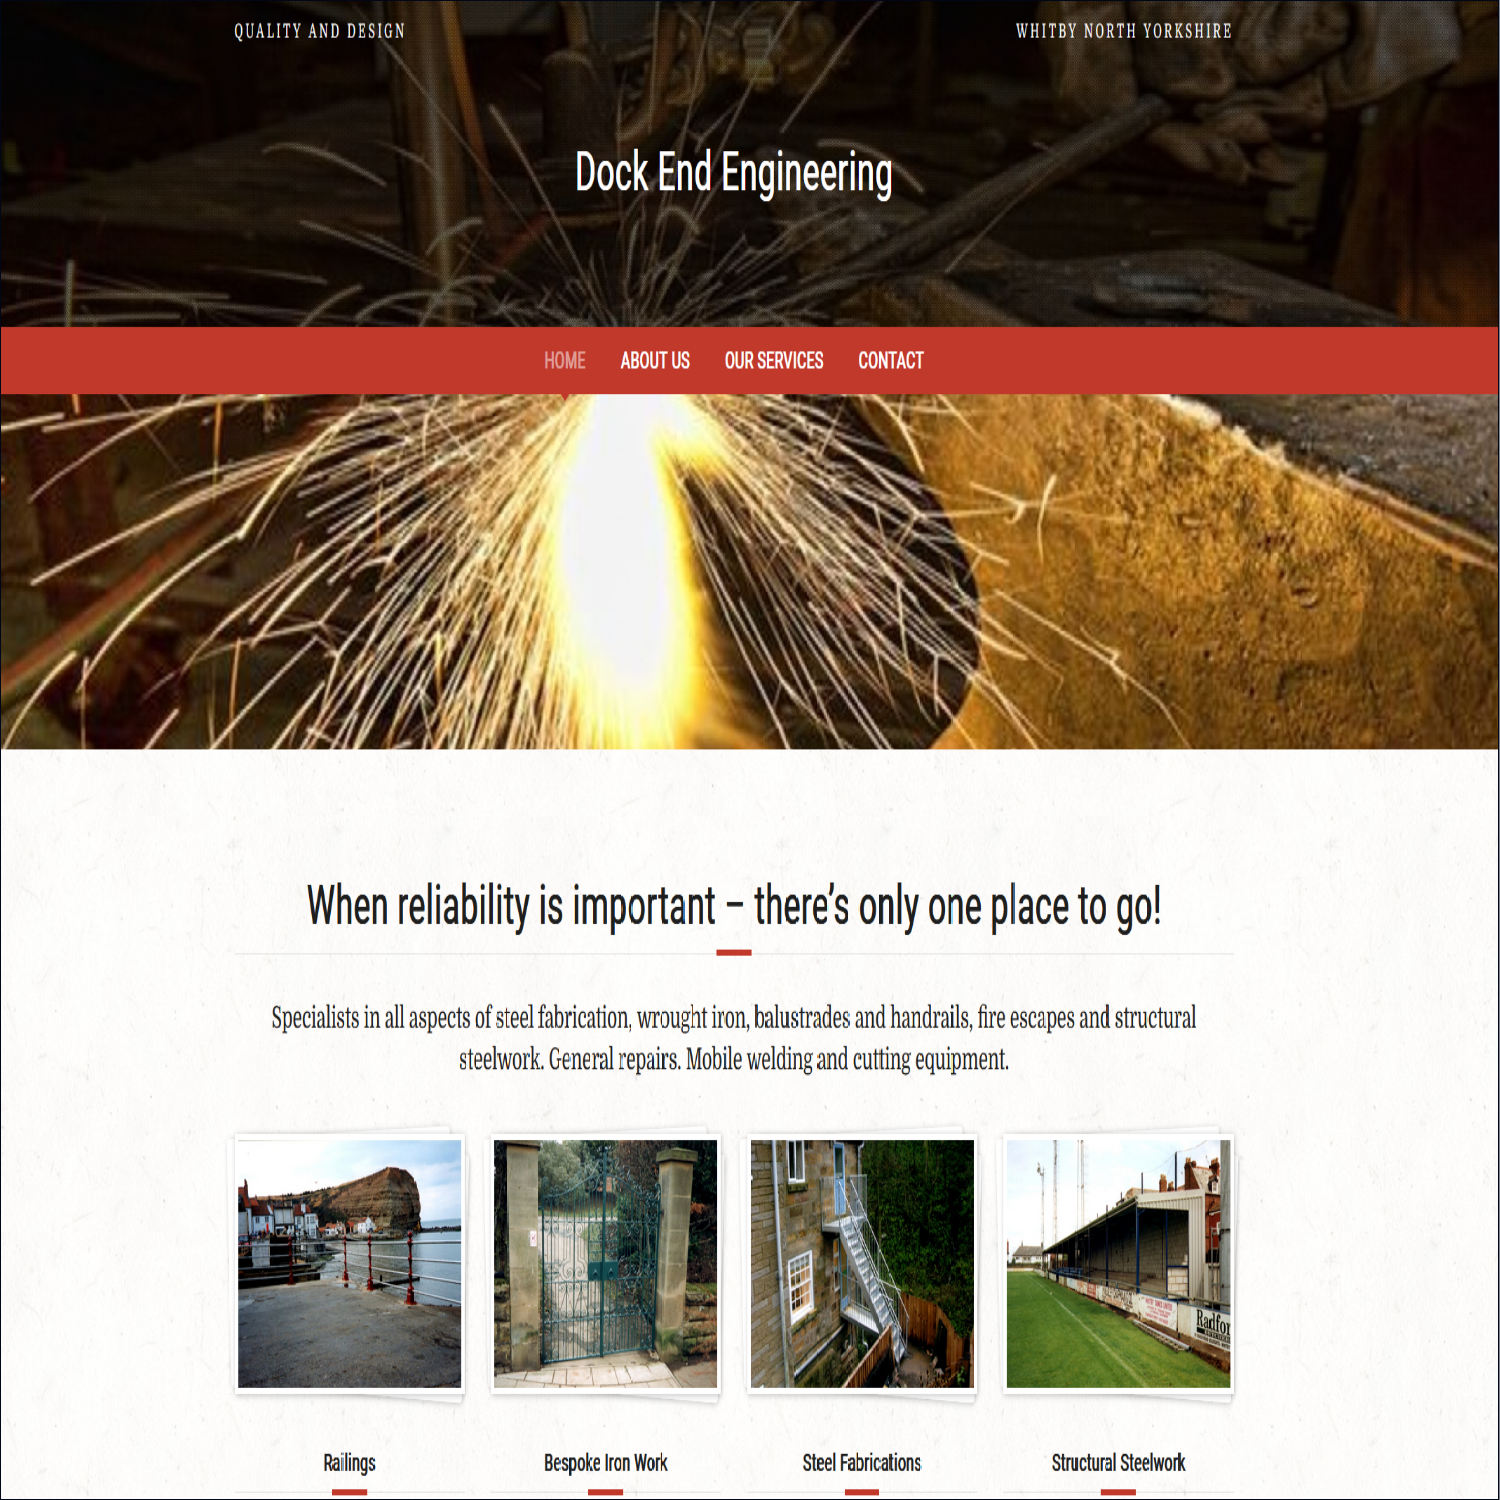 QUALITY AND DESIGN
WHITBY NORTH YORKSHIRE
Dock End Engineering
HOME
ABOUT US
OUR SERVICES
CONTACT
When reliability is important – there’s only one place to go!
Specialists in all aspects of steel fabrication, wrought iron, balustrades and handrails, fire escapes and structural
steelwork. General repairs. Mobile welding and cutting equipment.
Radfor
Railings
Bespoke Iron Work
Steel Fabrications
Structural Steelwork